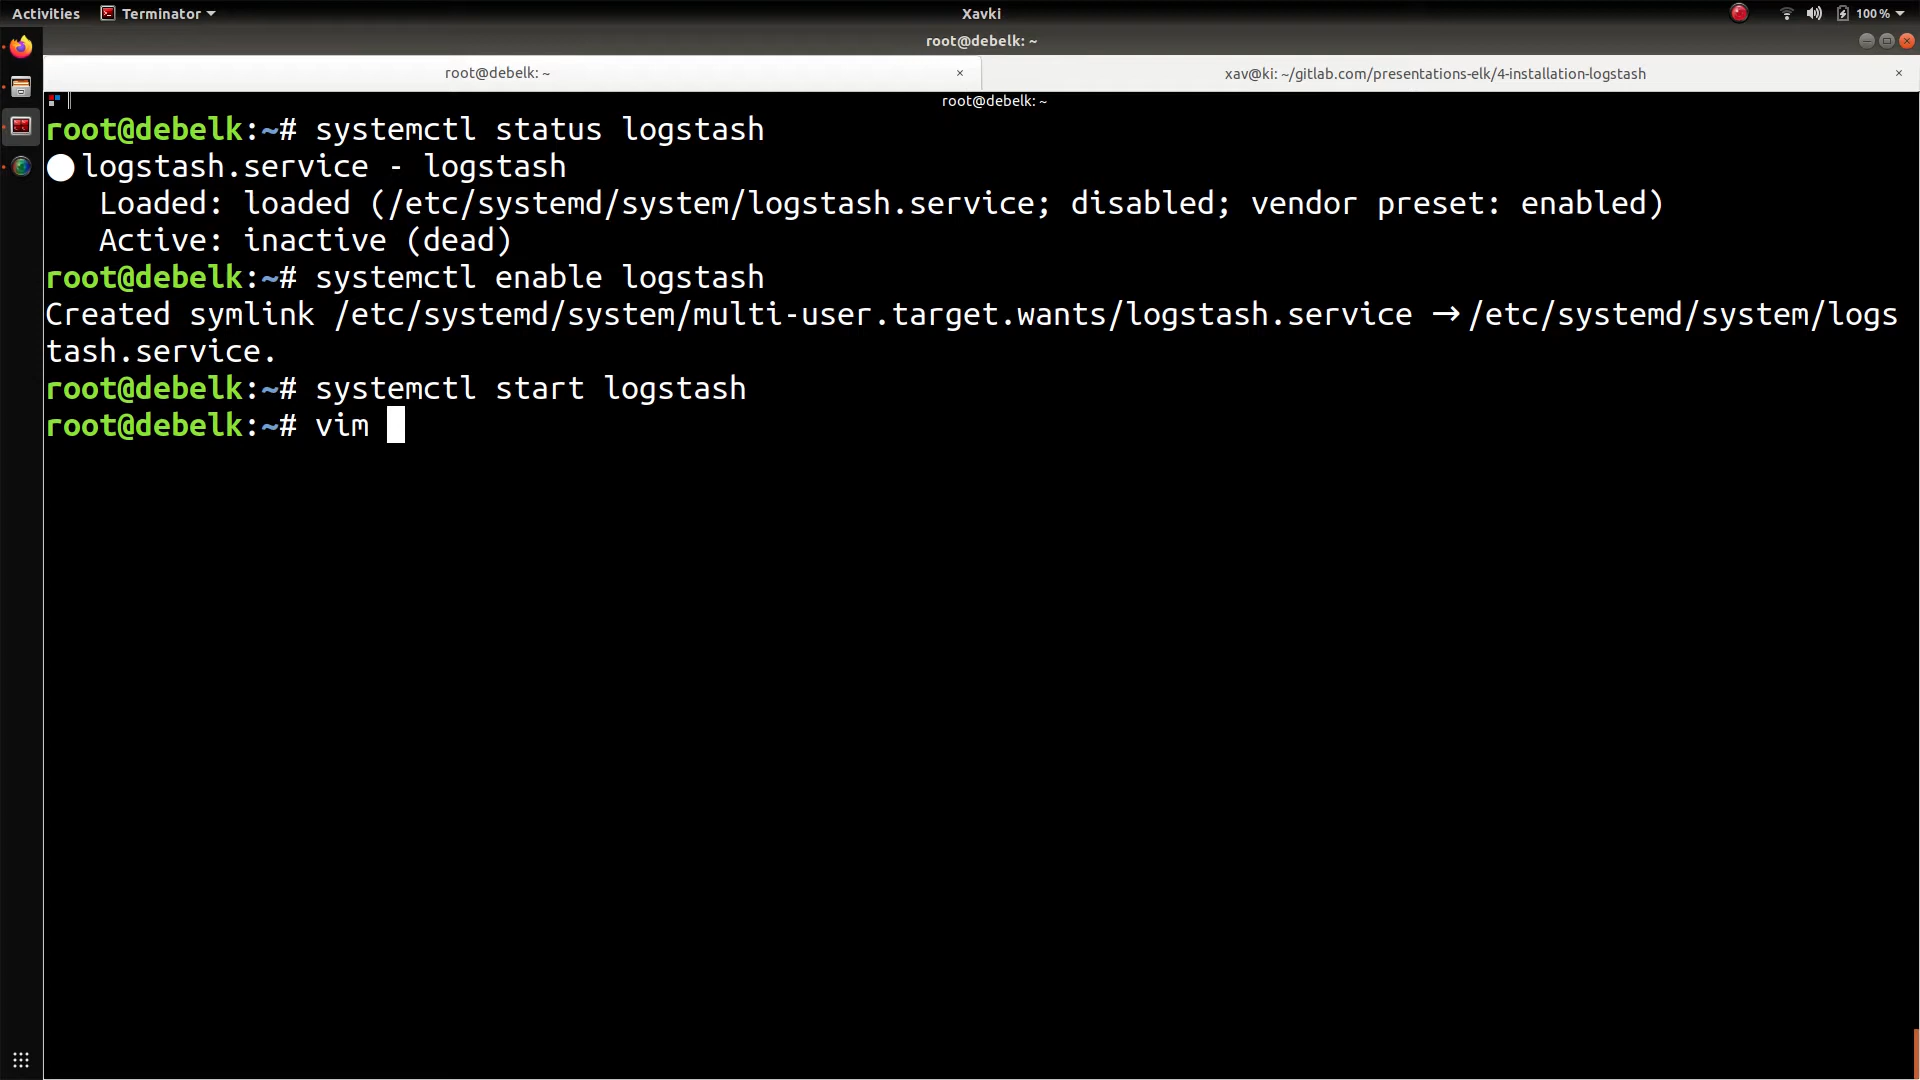 Activities Terminator Xavki 100 %
root@debelk: ~
root@debelk: ~ × xav@ki: ~/gitlab.com/presentations-elk/4-installation-logstash ×
root@debelk: ~
root@debelk:~# systemctl status logstash
● logstash.service - logstash
Loaded: loaded (/etc/systemd/system/logstash.service; disabled; vendor preset: enabled)
Active: inactive (dead)
root@debelk:~# systemctl enable logstash
Created symlink /etc/systemd/system/multi-user.target.wants/logstash.service → /etc/systemd/system/logs
tash.service.
root@debelk:~# systemctl start logstash
root@debelk:~# vim